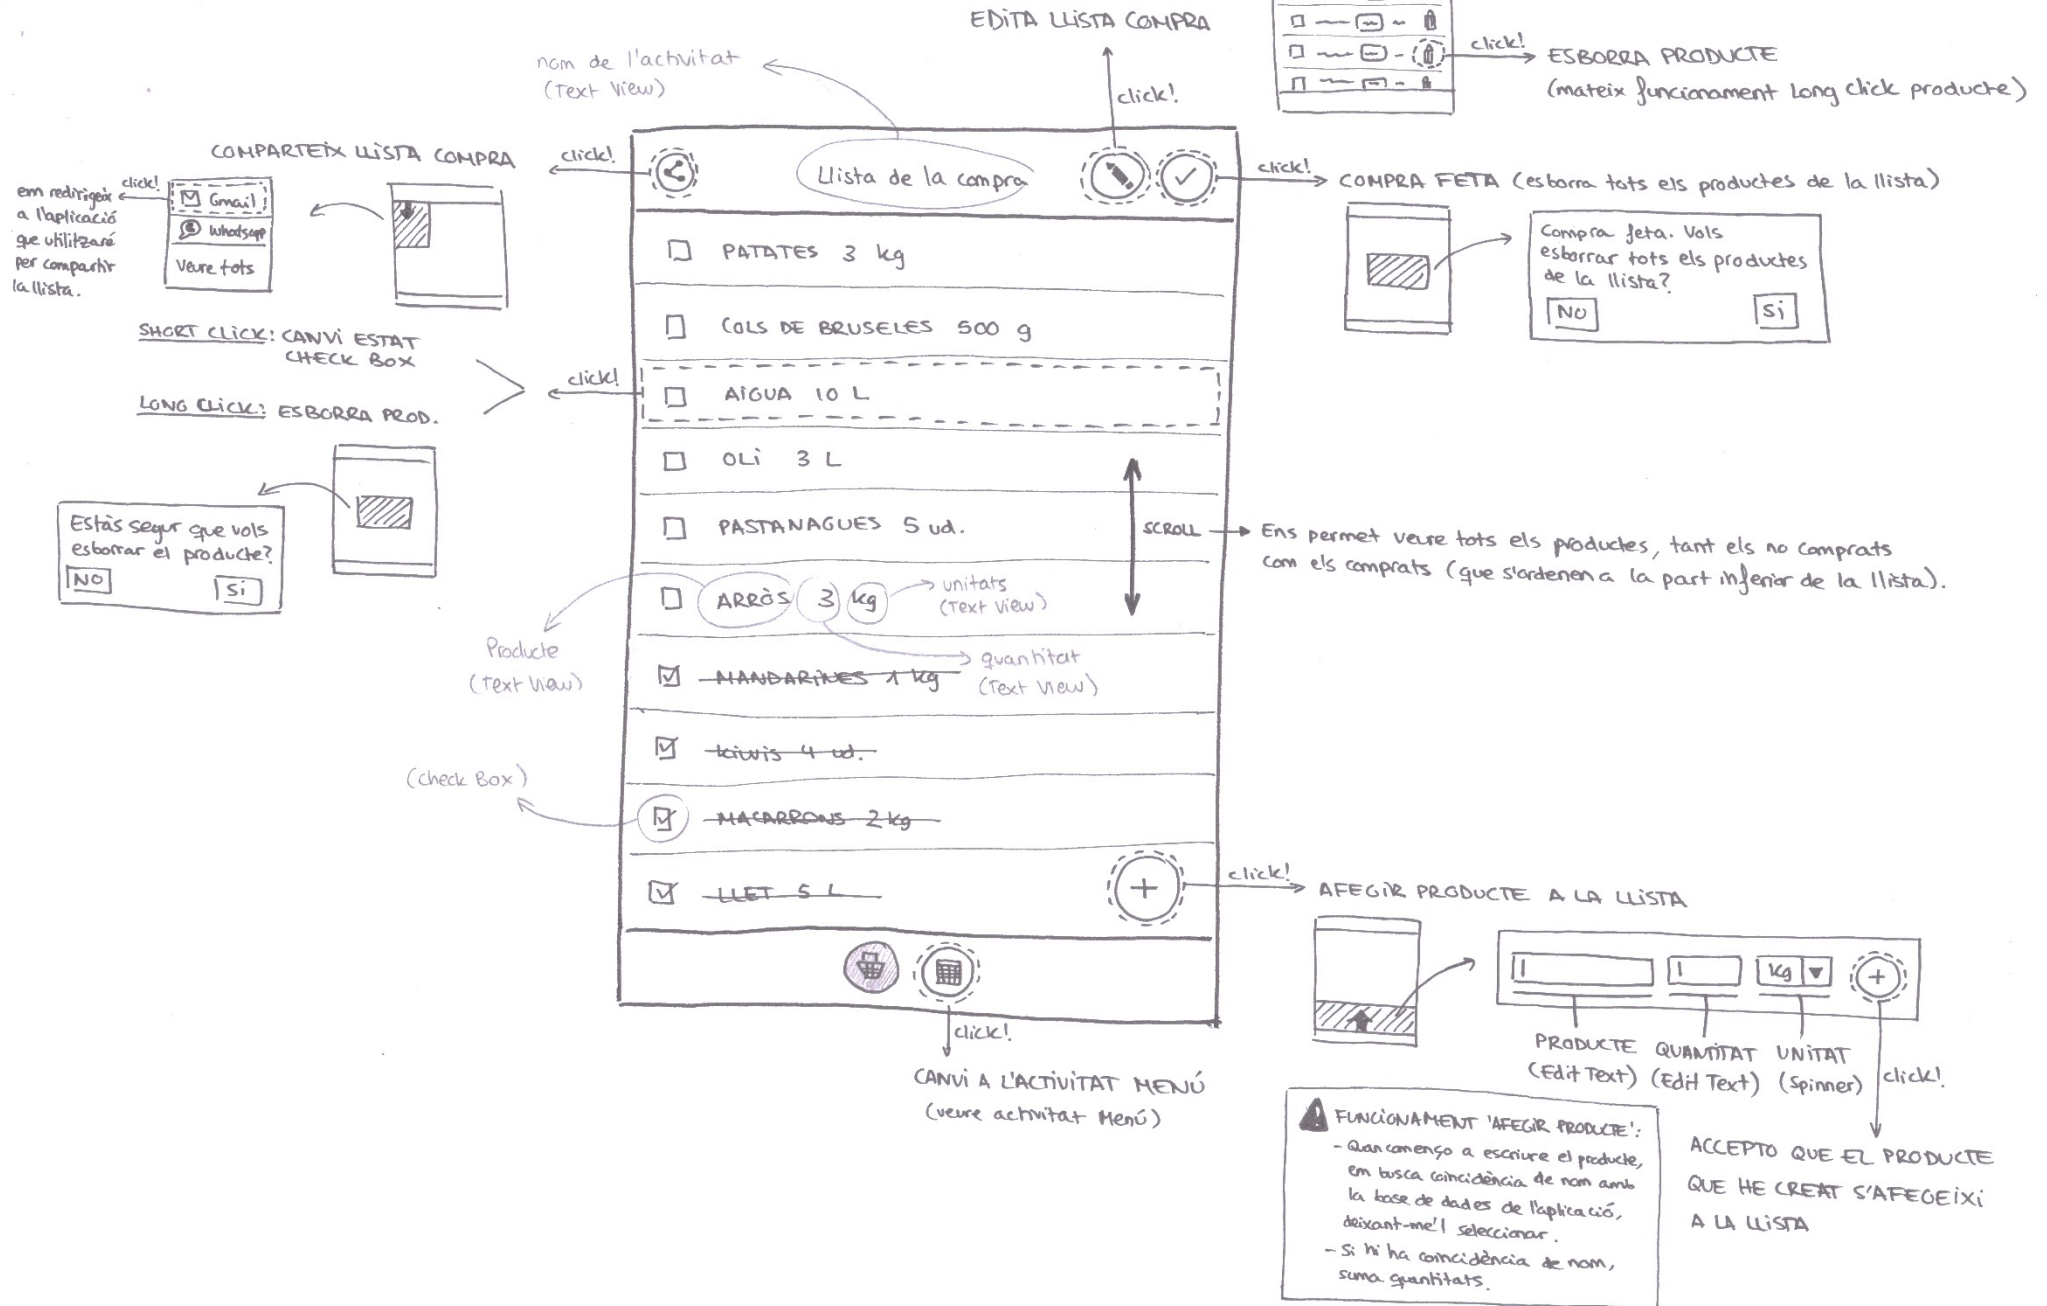 EDITA LLISTA COMPRA
click!
click!
ESBORRA PRODUCTE
(mateix funcionament Long click producte)
nom de l'activitat
(Text View)
COMPARTEIX LLISTA COMPRA
click!
em redirigeix
a l'aplicació
que utilitzaré
per compartir
la llista.
click!
Gmail
Whatsapp
Veure tots
Llista de la compra
click!
COMPRA FETA (esborra tots els productes de la llista)
Compra feta. Vols
esborrar tots els productes
de la llista?
NO
Si
SHORT CLICK: CANVI ESTAT
CHECK BOX
LONG CLICK: ESBORRA PROD.
click!
Estàs segur que vols
esborrar el producte?
NO
Si
PATATES 3 kg
COLS DE BRUSELES 500 g
AIGUA 10 L
OLI 3 L
PASTANAGUES 5 ud.
ARRÒS 3 kg
MANDARINES 1 kg
kiwis 4 ud.
MACARRONS 2 kg
LLET 5 L
SCROLL
Ens permet veure tots els productes, tant els no comprats
com els comprats (que s'ordenen a la part inferior de la llista).
unitats
(Text View)
quantitat
(Text View)
Producte
(Text View)
(Check Box)
+
click!
AFEGIR PRODUCTE A LA LLISTA
kg
+
PRODUCTE
(Edit Text)
QUANTITAT
(Edit Text)
UNITAT
(Spinner)
click!
ACCEPTO QUE EL PRODUCTE
QUE HE CREAT S'AFEGEIXI
A LA LLISTA
click!
CANVI A L'ACTIVITAT MENÚ
(veure activitat Menú)
FUNCIONAMENT 'AFEGIR PRODUCTE':
- Quan començo a escriure el producte,
em busca coincidència de nom amb
la base de dades de l'aplicació,
deixant-me'l seleccionar.
- Si hi ha coincidència de nom,
suma quantitats.